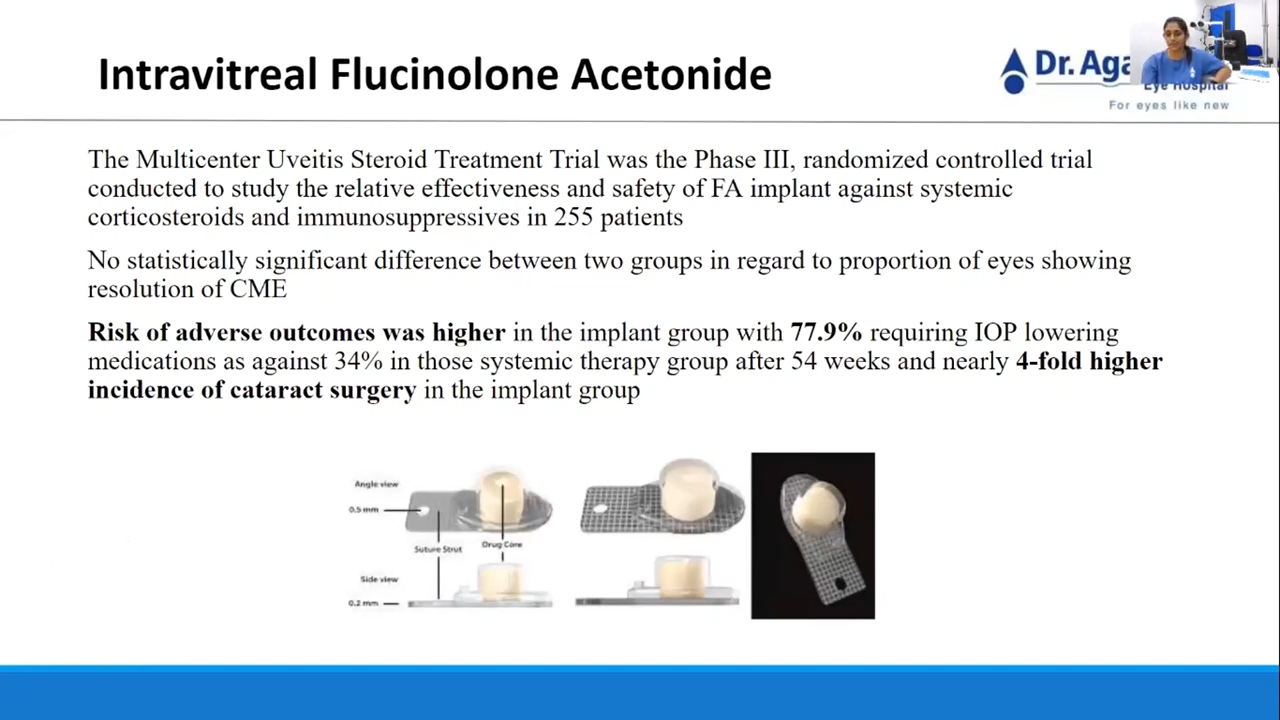 Intravitreal Flucinolone Acetonide
Dr. Aga
Eye Hospital
For eyes like new
The Multicenter Uveitis Steroid Treatment Trial was the Phase III, randomized controlled trial
conducted to study the relative effectiveness and safety of FA implant against systemic
corticosteroids and immunosuppressives in 255 patients
No statistically significant difference between two groups in regard to proportion of eyes showing
resolution of CME
Risk of adverse outcomes was higher in the implant group with 77.9% requiring IOP lowering
medications as against 34% in those systemic therapy group after 54 weeks and nearly 4-fold higher
incidence of cataract surgery in the implant group
Angle view
0.5 mm
Suture Strut
Drug Core
Side view
0.2 mm